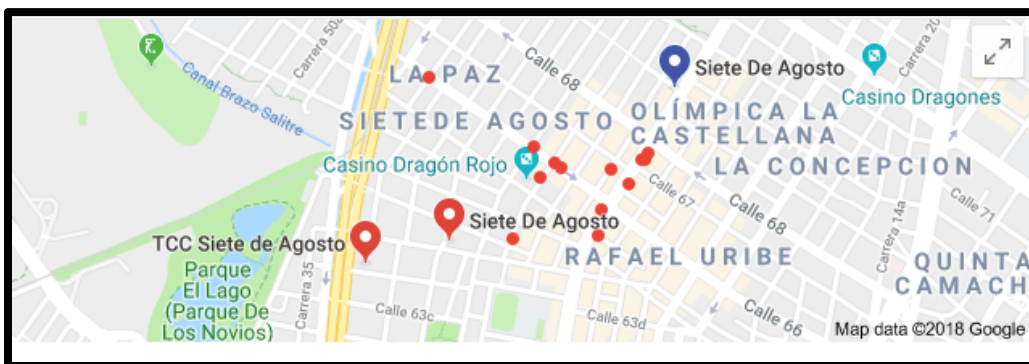 Carrera 50a
Carrera 20
Calle 68
Siete De Agosto
LA PAZ
Canal Brazo Salitre
Casino Dragones
SIETEDE AGOSTO
OLÍMPICA LA
CASTELLANA
Casino Dragón Rojo
LA CONCEPCION
Calle 67
Calle 68
Calle 71
Carrera 14a
Siete De Agosto
TCC Siete de Agosto
RAFAEL URIBE
QUINTA
CAMACH
Parque
El Lago
(Parque De
Los Novios)
Carrera 35
Calle 63c
Calle 63d
Calle 66
Map data ©2018 Google